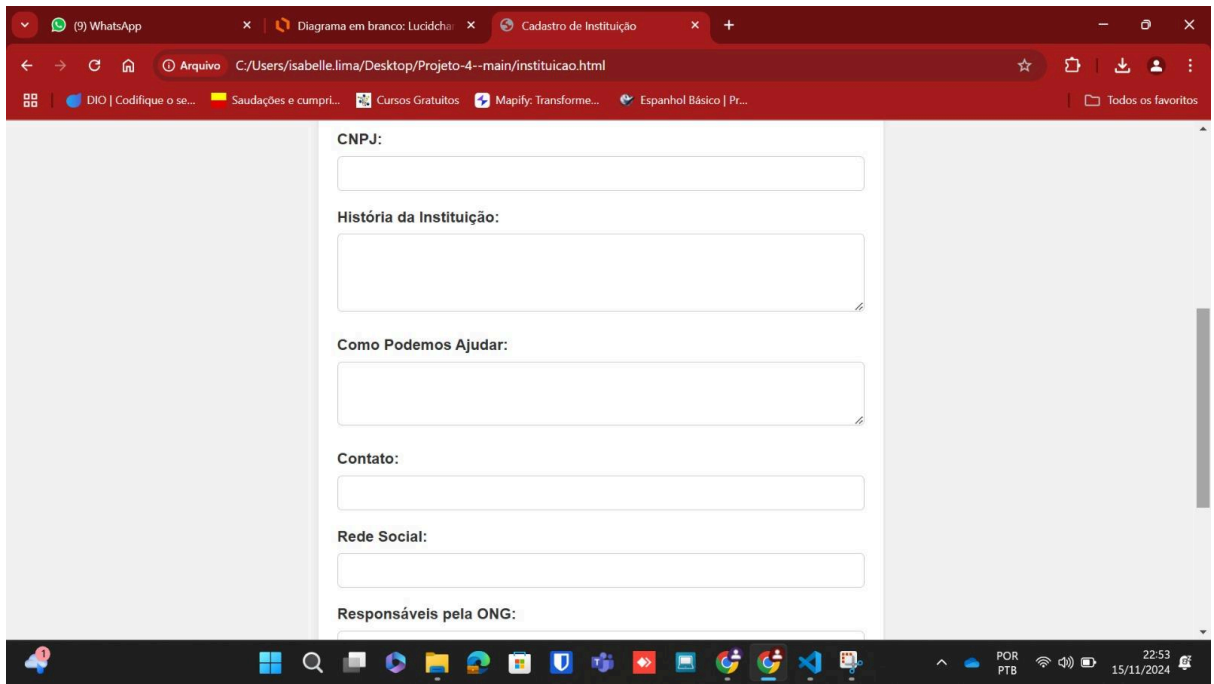 (9) WhatsApp
Diagrama em branco: Lucidchar
Cadastro de Instituição
Arquivo C:/Users/isabelle.lima/Desktop/Projeto-4--main/instituicao.html
DIO | Codifique o se... Saudações e cumpri... Cursos Gratuitos Mapify: Transforme... Espanhol Básico | Pr... Todos os favoritos
CNPJ:
História da Instituição:
Como Podemos Ajudar:
Contato:
Rede Social:
Responsáveis pela ONG:
1
POR
PTB
22:53
15/11/2024